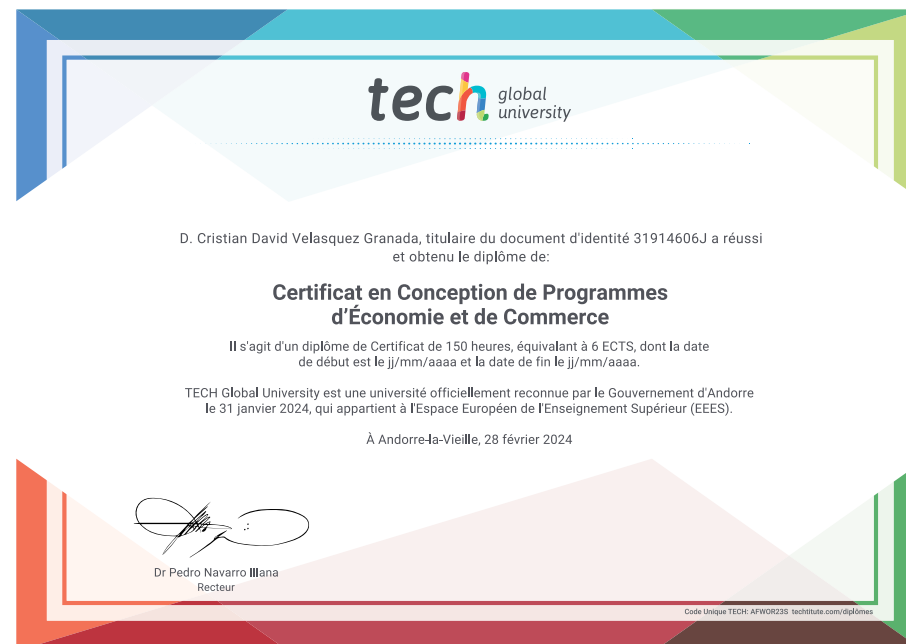 tech global university
D. Cristian David Velasquez Granada, titulaire du document d'identité 31914606J a réussi
et obtenu le diplôme de:
Certificat en Conception de Programmes
d'Économie et de Commerce
Il s'agit d'un diplôme de Certificat de 150 heures, équivalant à 6 ECTS, dont la date
de début est le jj/mm/aaaa et la date de fin le jj/mm/aaaa.
TECH Global University est une université officiellement reconnue par le Gouvernement d'Andorre
le 31 janvier 2024, qui appartient à l'Espace Européen de l'Enseignement Supérieur (EEES).
À Andorre-la-Vieille, 28 février 2024
Dr Pedro Navarro Illana
Recteur
Code Unique TECH: AFWOR23S techtitute.com/diplômes